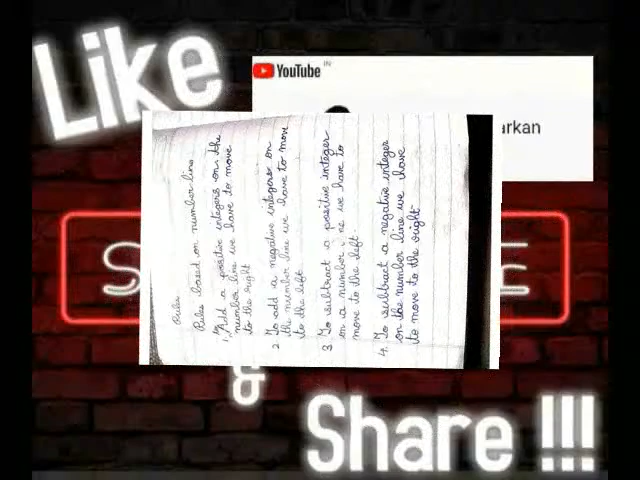 Like
YouTube IN
arkan
Rules
Rules based on number line
1. Add a positive integers on the
number line we have to move
to the right
2 To add a negative integers on
the number line we have to move
to the left
3 To subtract a positive integer
on a number ne we have to
move to the left
4. To subtract a negative integer
on the number line we have
to move to the right
S
E
&
Share !!!